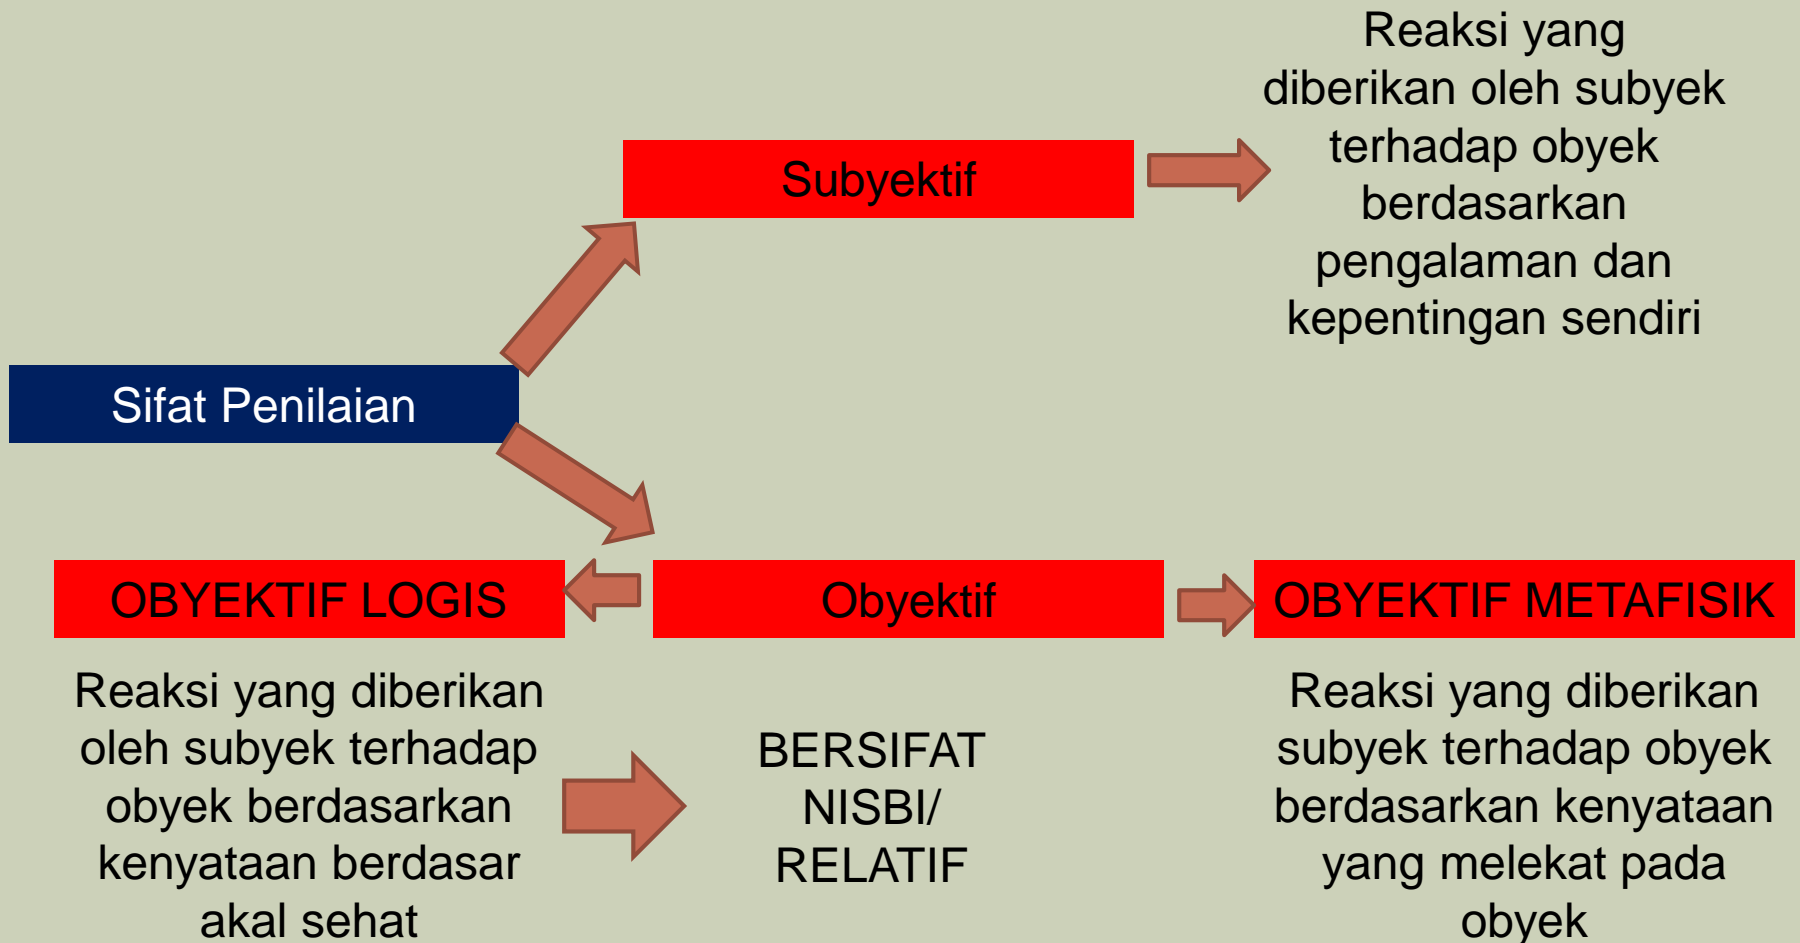 Reaksi yang
diberikan oleh subyek
terhadap obyek
berdasarkan
pengalaman dan
kepentingan sendiri
Subyektif
Sifat Penilaian
OBYEKTIF LOGIS
Obyektif
OBYEKTIF METAFISIK
Reaksi yang diberikan
oleh subyek terhadap
obyek berdasarkan
kenyataan berdasar
akal sehat
BERSIFAT
NISBI/
RELATIF
Reaksi yang diberikan
subyek terhadap obyek
berdasarkan kenyataan
yang melekat pada
obyek